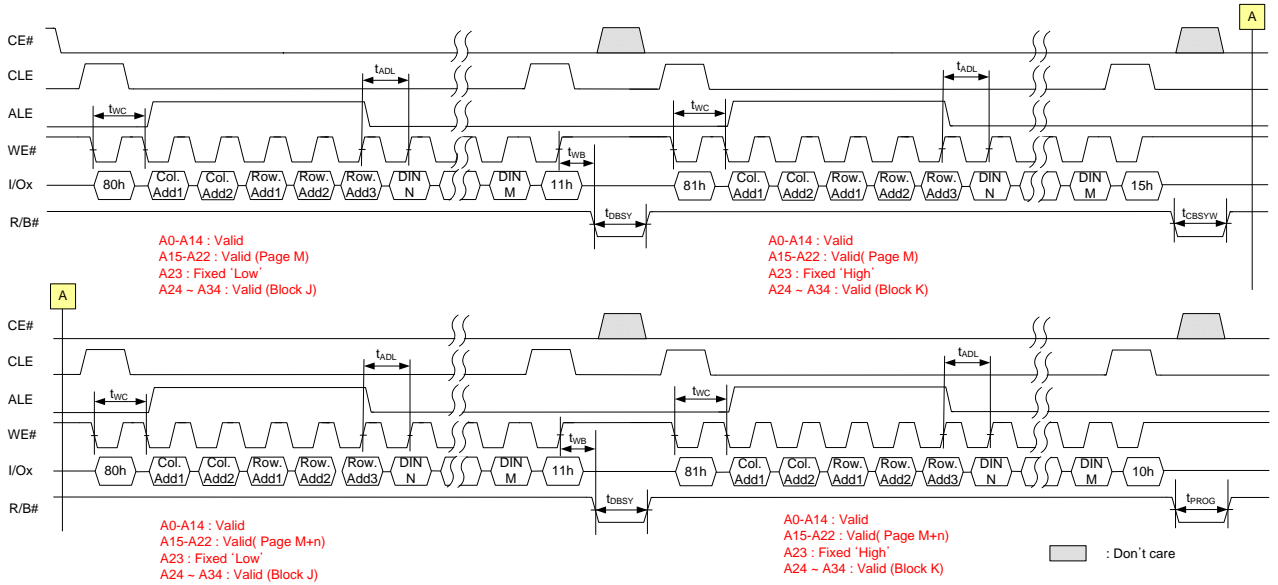 A
CE#
CLE
tADL
tADL
ALE
tWC
tWC
WE#
tWB
I/Ox
80h
Col. Add1
Col. Add2
Row. Add1
Row. Add2
Row. Add3
DIN N
DIN M
11h
81h
Col. Add1
Col. Add2
Row. Add1
Row. Add2
Row. Add3
DIN N
DIN M
15h
R/B#
tDBSY
tCBSYW
A0-A14 : Valid
A15-A22 : Valid (Page M)
A23 : Fixed 'Low'
A24 ~ A34 : Valid (Block J)
A0-A14 : Valid
A15-A22 : Valid( Page M)
A23 : Fixed 'High'
A24 ~ A34 : Valid (Block K)
A
CE#
CLE
tADL
tADL
ALE
tWC
tWC
WE#
tWB
I/Ox
80h
Col. Add1
Col. Add2
Row. Add1
Row. Add2
Row. Add3
DIN N
DIN M
11h
81h
Col. Add1
Col. Add2
Row. Add1
Row. Add2
Row. Add3
DIN N
DIN M
10h
R/B#
tDBSY
tPROG
A0-A14 : Valid
A15-A22 : Valid( Page M+n)
A23 : Fixed 'Low'
A24 ~ A34 : Valid (Block J)
A0-A14 : Valid
A15-A22 : Valid( Page M+n)
A23 : Fixed 'High'
A24 ~ A34 : Valid (Block K)
: Don't care